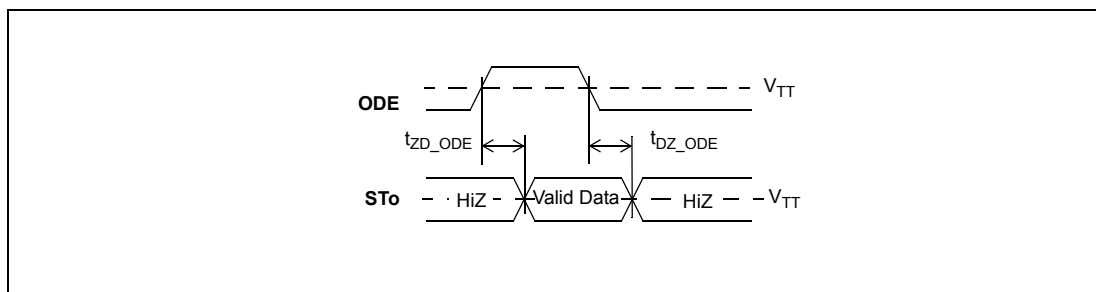 ODE
V_TT
t_ZD_ODE
t_DZ_ODE
STo
HiZ
Valid Data
HiZ
V_TT